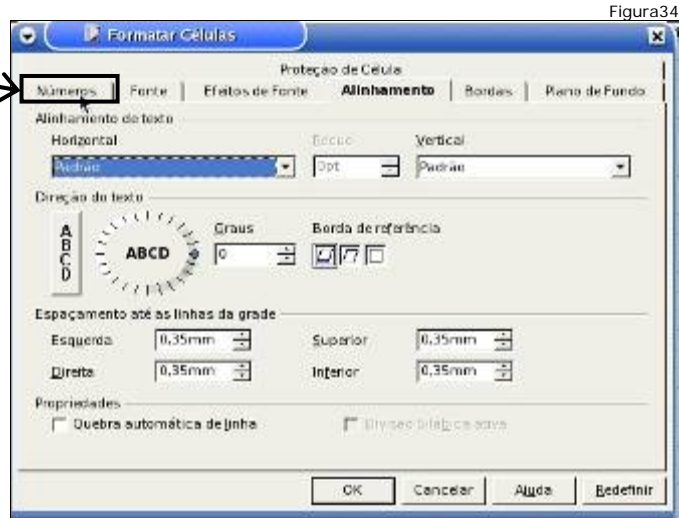 Figura34
Formatar Células
Proteção de Célula
Números Fonte Efeitos de Fonte Alinhamento Bordas Plano de Fundo
Alinhamento de texto
Horizontal Recuo Vertical
Padrão 0pt Padrão
Direção do texto
ABCD ABCD Graus Borda de referência
0
Espaçamento até as linhas da grade
Esquerda 0,35mm Superior 0,35mm
Direita 0,35mm Inferior 0,35mm
Propriedades
Quebra automática de linha
OK Cancelar Ajuda Redefinir